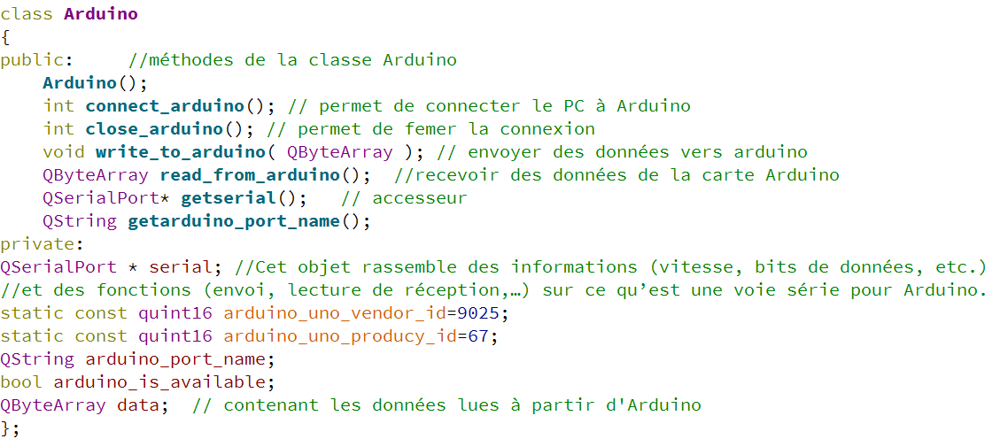 class Arduino
{
public:     //méthodes de la classe Arduino
    Arduino();
    int connect_arduino(); // permet de connecter le PC à Arduino
    int close_arduino(); // permet de femer la connexion
    void write_to_arduino( QByteArray ); // envoyer des données vers arduino
    QByteArray read_from_arduino();  //recevoir des données de la carte Arduino
    QSerialPort* getserial();   // accesseur
    QString getarduino_port_name();
private:
QSerialPort * serial; //Cet objet rassemble des informations (vitesse, bits de données, etc.)
//et des fonctions (envoi, lecture de réception,…) sur ce qu’est une voie série pour Arduino.
static const quint16 arduino_uno_vendor_id=9025;
static const quint16 arduino_uno_producy_id=67;
QString arduino_port_name;
bool arduino_is_available;
QByteArray data;  // contenant les données lues à partir d'Arduino
};